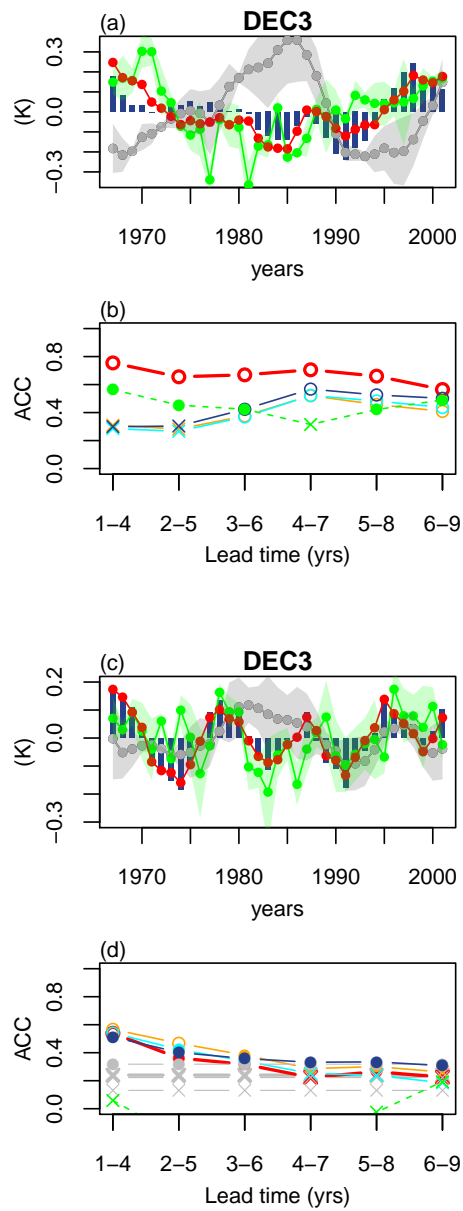 (a) DEC3
0.3
0.0
−0.3
(K)
1970 1980 1990 2000
years
(b)
0.8
0.4
0.0
ACC
1−4 2−5 3−6 4−7 5−8 6−9
Lead time (yrs)
(c) DEC3
0.2
0.0
−0.3
(K)
1970 1980 1990 2000
years
(d)
0.8
0.4
0.0
ACC
1−4 2−5 3−6 4−7 5−8 6−9
Lead time (yrs)